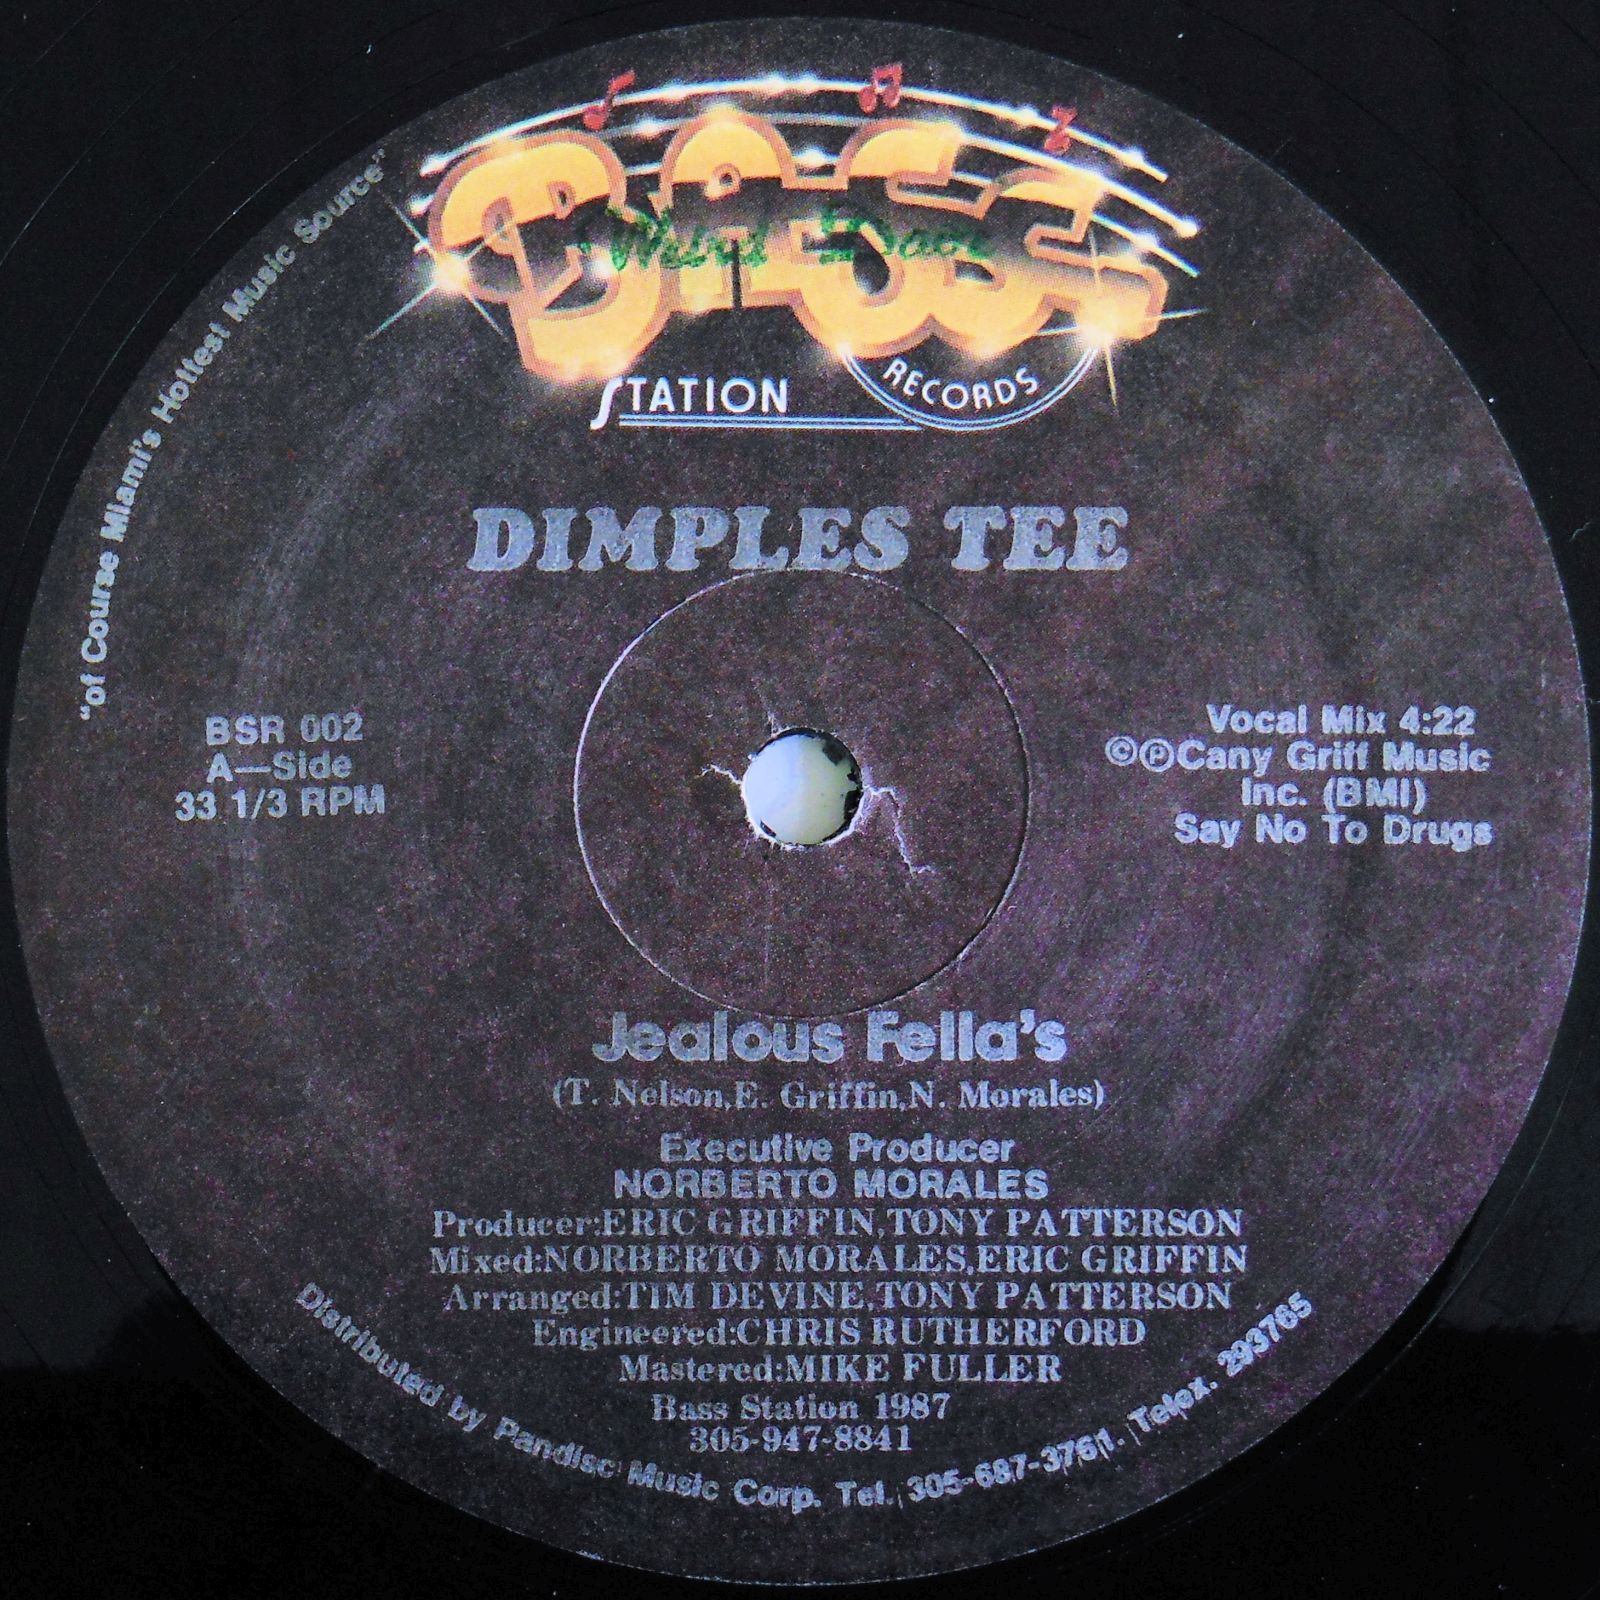 BASS
Weird Dave
STATION
RECORDS
"of Course Miami's Hottest Music Source"
DIMPLES TEE
BSR 002
A—Side
33 1/3 RPM
Vocal Mix 4:22
©℗Cany Griff Music
Inc. (BMI)
Say No To Drugs
Jealous Fella's
(T. Nelson,E. Griffin,N. Morales)
Executive Producer
NORBERTO MORALES
Producer:ERIC GRIFFIN,TONY PATTERSON
Mixed:NORBERTO MORALES,ERIC GRIFFIN
Arranged:TIM DEVINE,TONY PATTERSON
Engineered:CHRIS RUTHERFORD
Mastered:MIKE FULLER
Bass Station 1987
305-947-8841
Distributed by Pandisc Music Corp. Tel. 305-687-3761. Telex. 293765